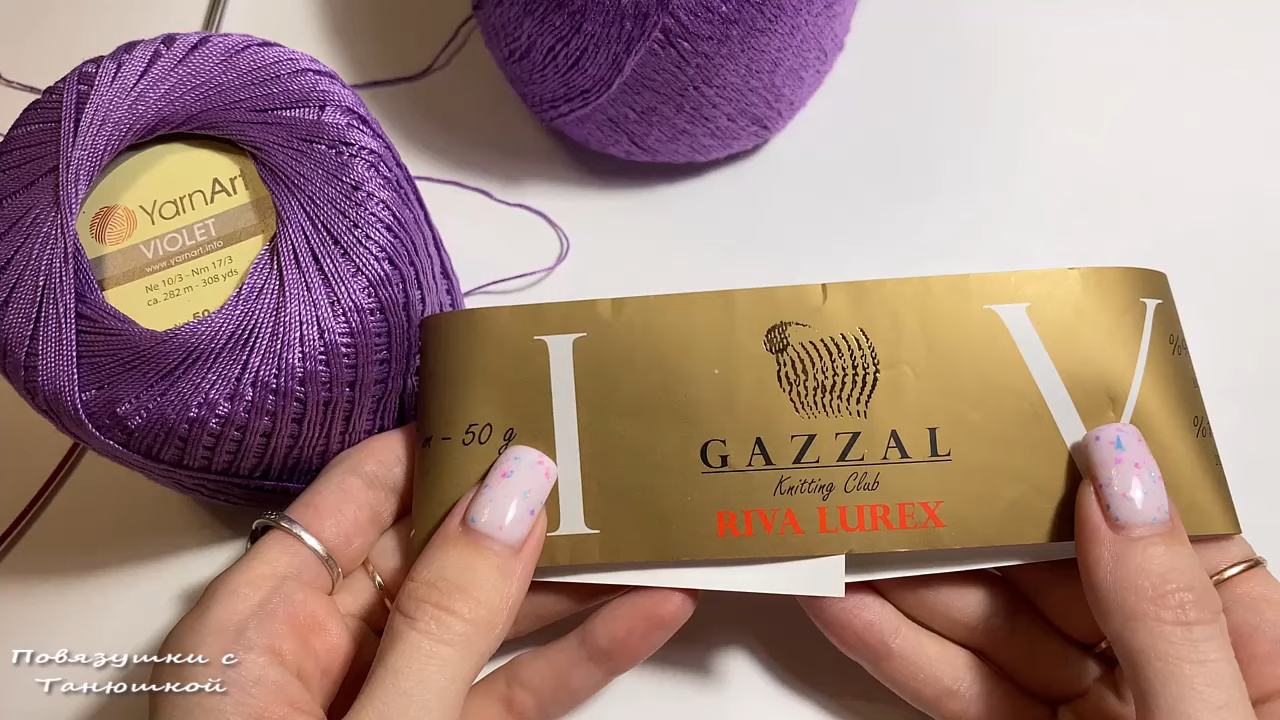 YarnArt
VIOLET
www.yarnart.info
Ne 10/3 - Nm 17/3
ca. 282 m - 308 yds
50
- 50 g
I
V
GAZZAL
Knitting Club
RIVA LUREX
Повязушки с
Танюшкой